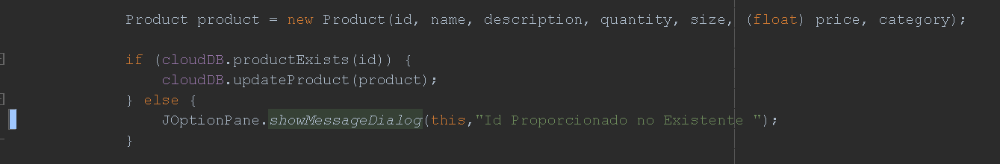 Product product = new Product(id, name, description, quantity, size, (float) price, category);
if (cloudDB.productExists(id)) {
cloudDB.updateProduct(product);
} else {
JOptionPane.showMessageDialog(this,"Id Proporcionado no Existente ");
}